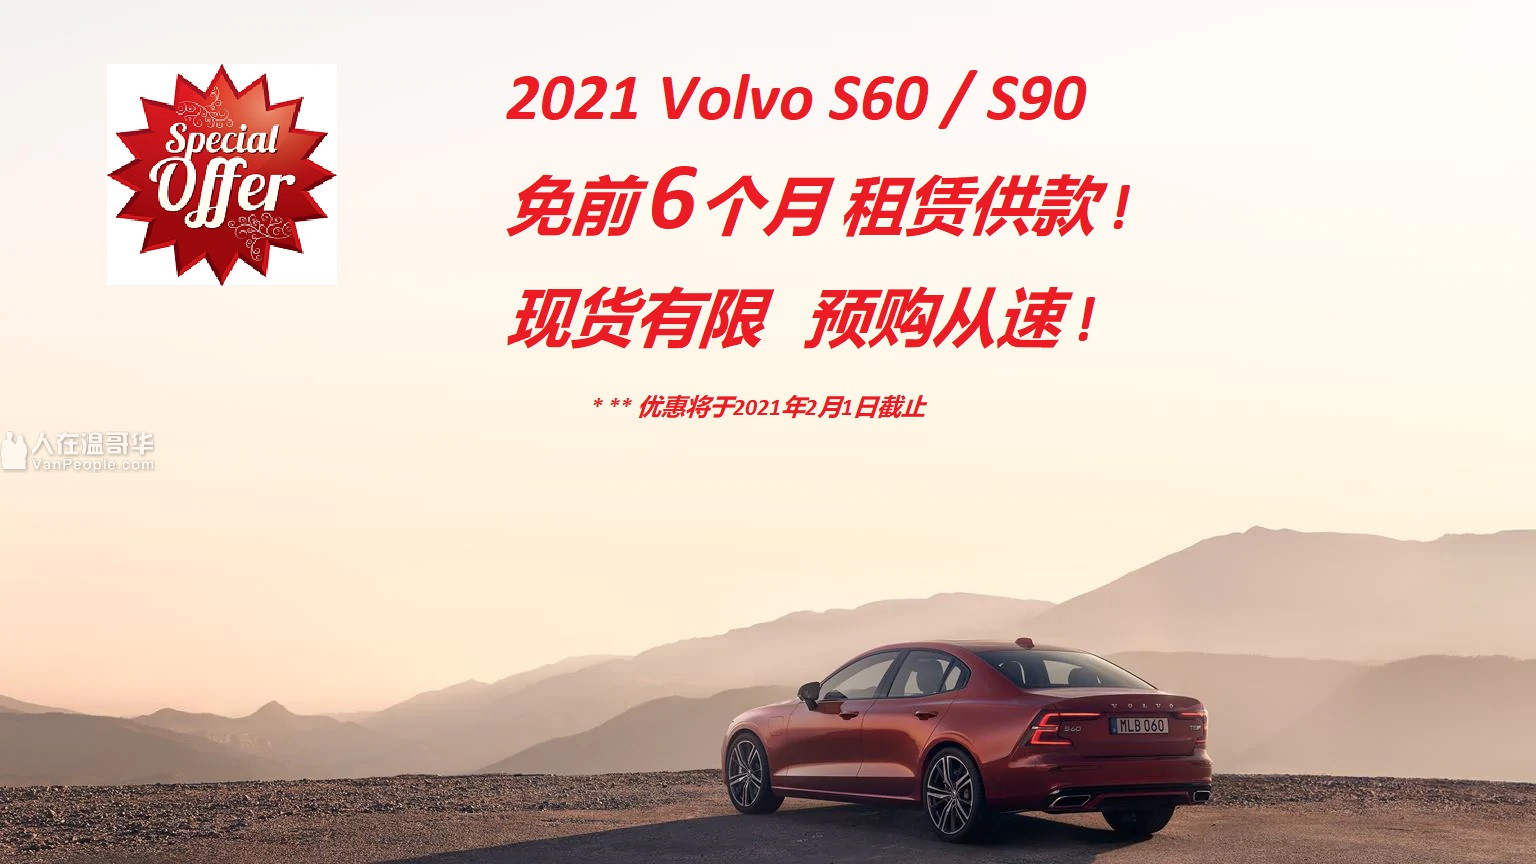 Special
Offer
2021 Volvo S60 / S90
免前6个月 租赁供款!
现货有限 预购从速!
*** 优惠将于2021年2月1日截止
人在温哥华
VanPeople.com
VOLVO
S60
MLB 060